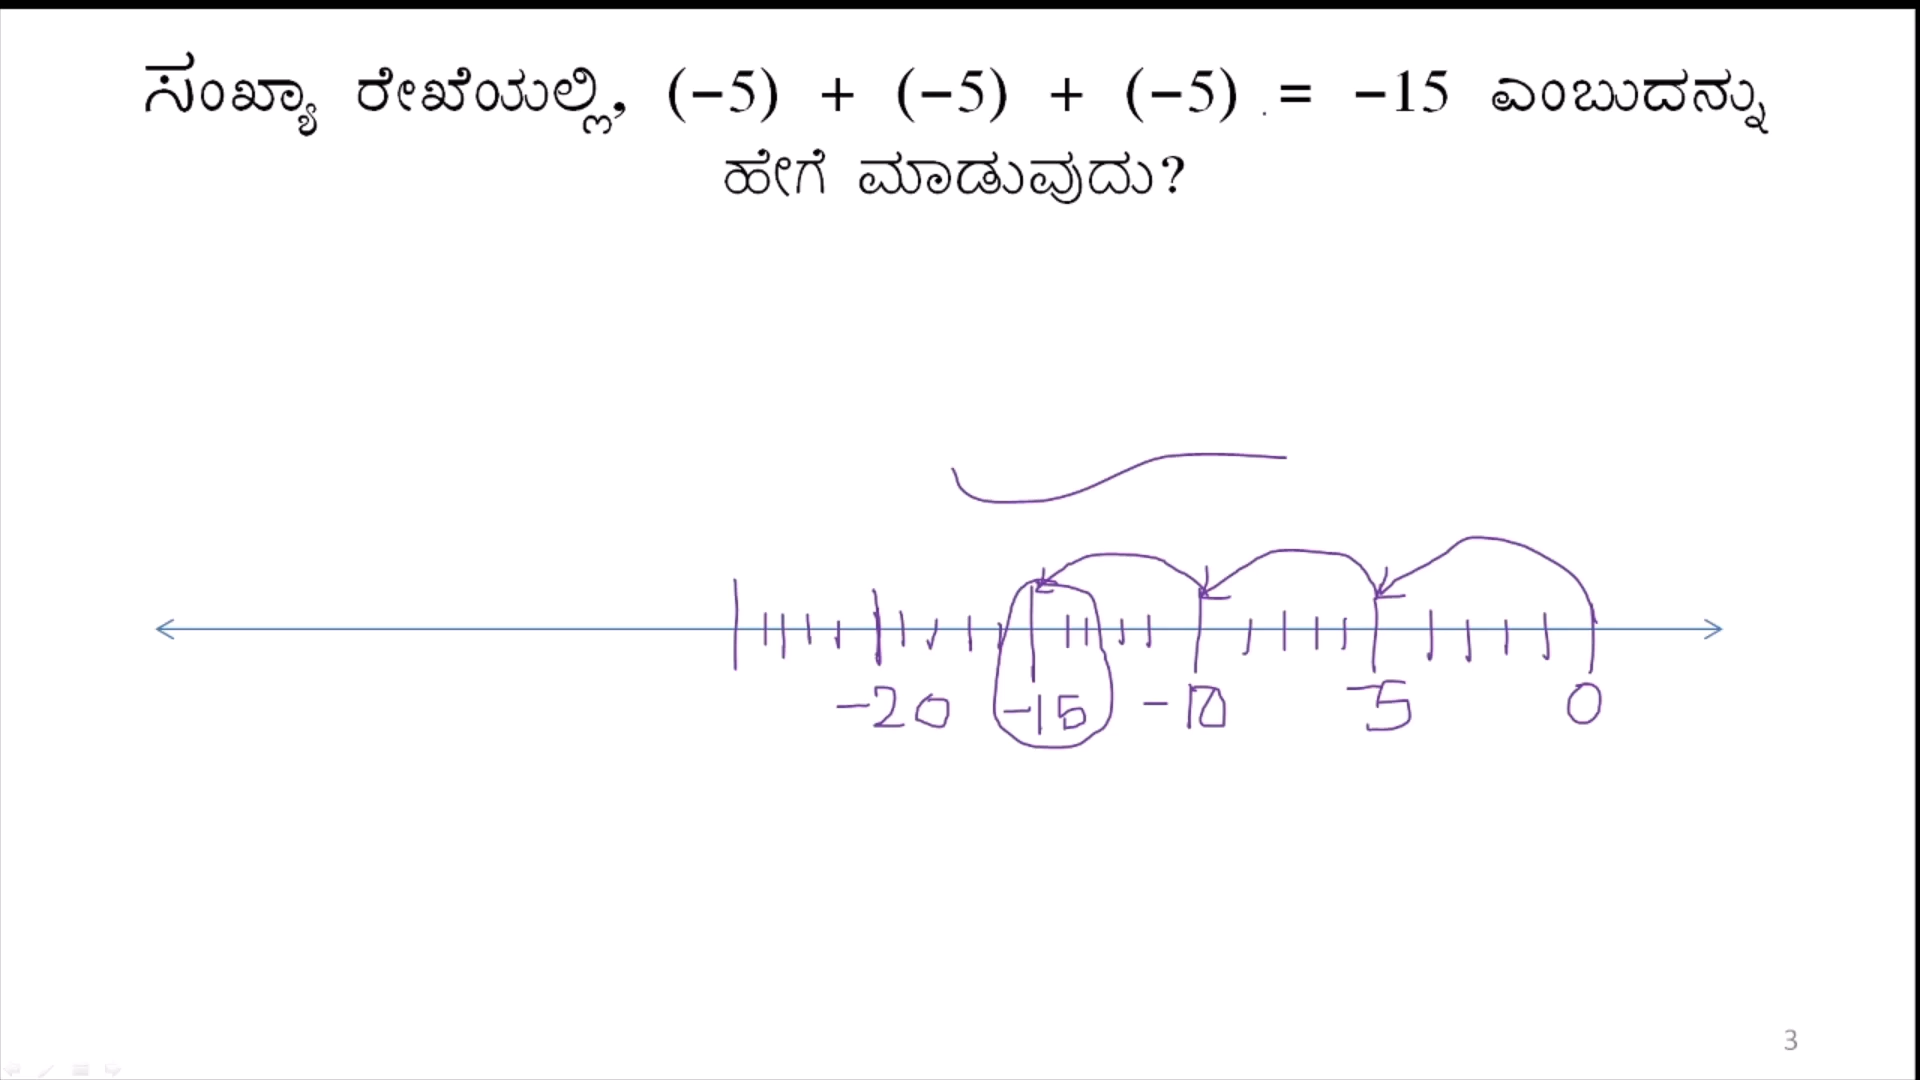 ಸಂಖ್ಯಾ ರೇಖೆಯಲ್ಲಿ, (−5) + (−5) + (−5) = −15 ಎಂಬುದನ್ನು
ಹೇಗೆ ಮಾಡುವುದು?
-20 -15 -10 -5 0
3